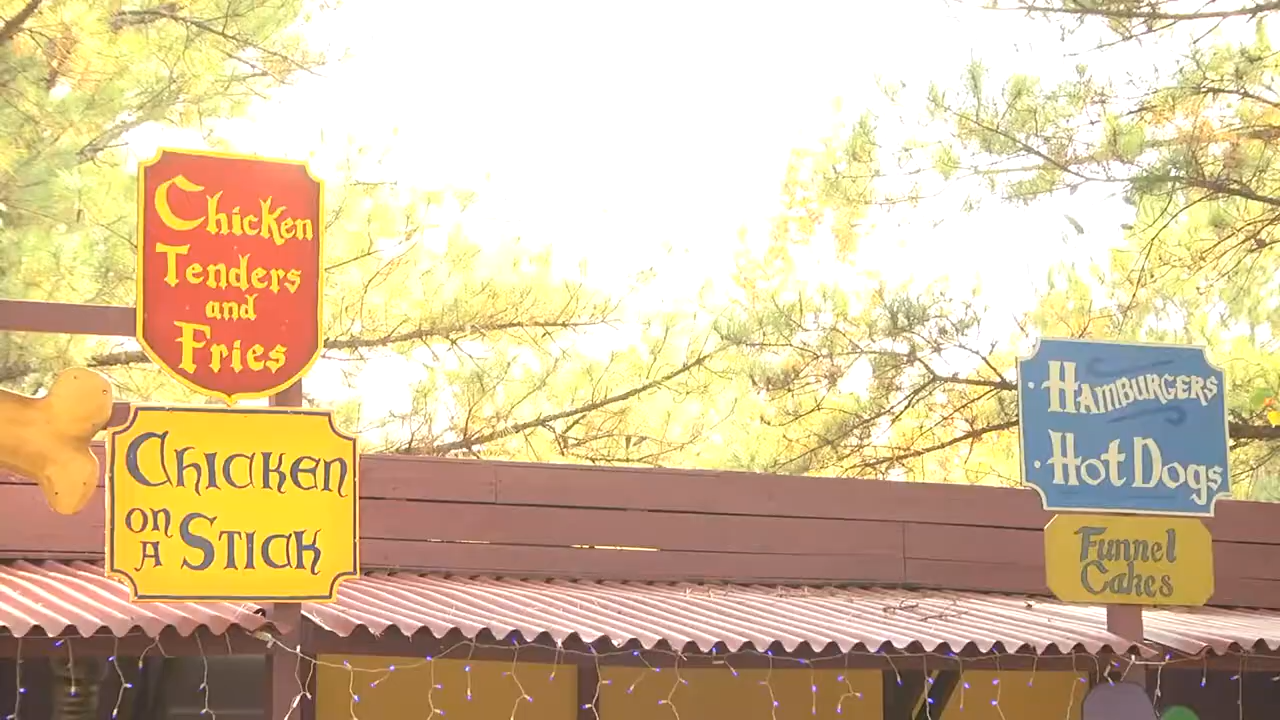 Chicken
Tenders
and
Fries
Chicken
on
A Stick
Hamburgers
Hot Dogs
Funnel
Cakes